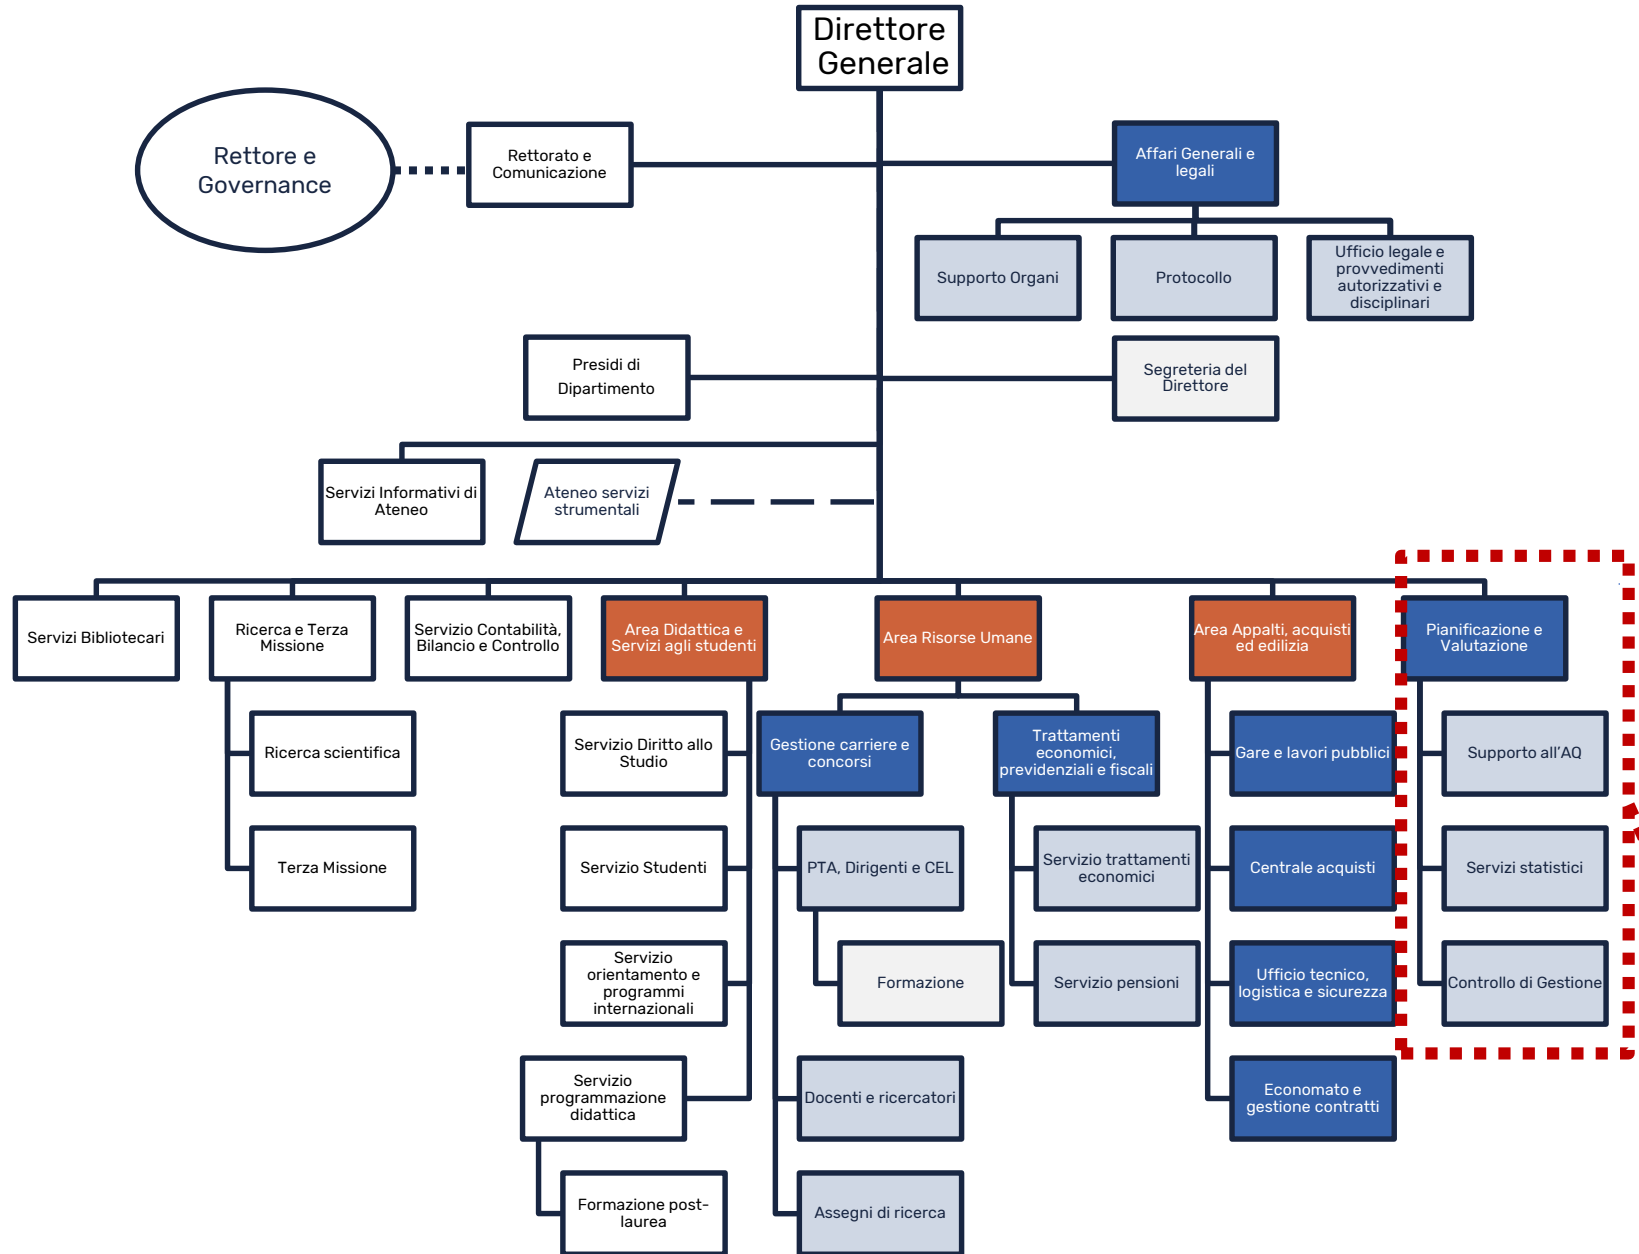 Direttore
Generale
Rettore e
Governance
Rettorato e
Comunicazione
Affari Generali e
legali
Supporto Organi
Protocollo
Ufficio legale e
provvedimenti
autorizzativi e
disciplinari
Presidi di
Dipartimento
Segreteria del
Direttore
Servizi Informativi di
Ateneo
Ateneo servizi
strumentali
Servizi Bibliotecari
Ricerca e Terza
Missione
Servizio Contabilità,
Bilancio e Controllo
Area Didattica e
Servizi agli studenti
Area Risorse Umane
Area Appalti, acquisti
ed edilizia
Pianificazione e
Valutazione
Ricerca scientifica
Servizio Diritto allo
Studio
Gestione carriere e
concorsi
Trattamenti
economici,
previdenziali e fiscali
Gare e lavori pubblici
Supporto all'AQ
Terza Missione
Servizio Studenti
PTA, Dirigenti e CEL
Servizio trattamenti
economici
Centrale acquisti
Servizi statistici
Servizio
orientamento e
programmi
internazionali
Formazione
Servizio pensioni
Ufficio tecnico,
logistica e sicurezza
Controllo di Gestione
Servizio
programmazione
didattica
Docenti e ricercatori
Economato e
gestione contratti
Formazione post-
laurea
Assegni di ricerca